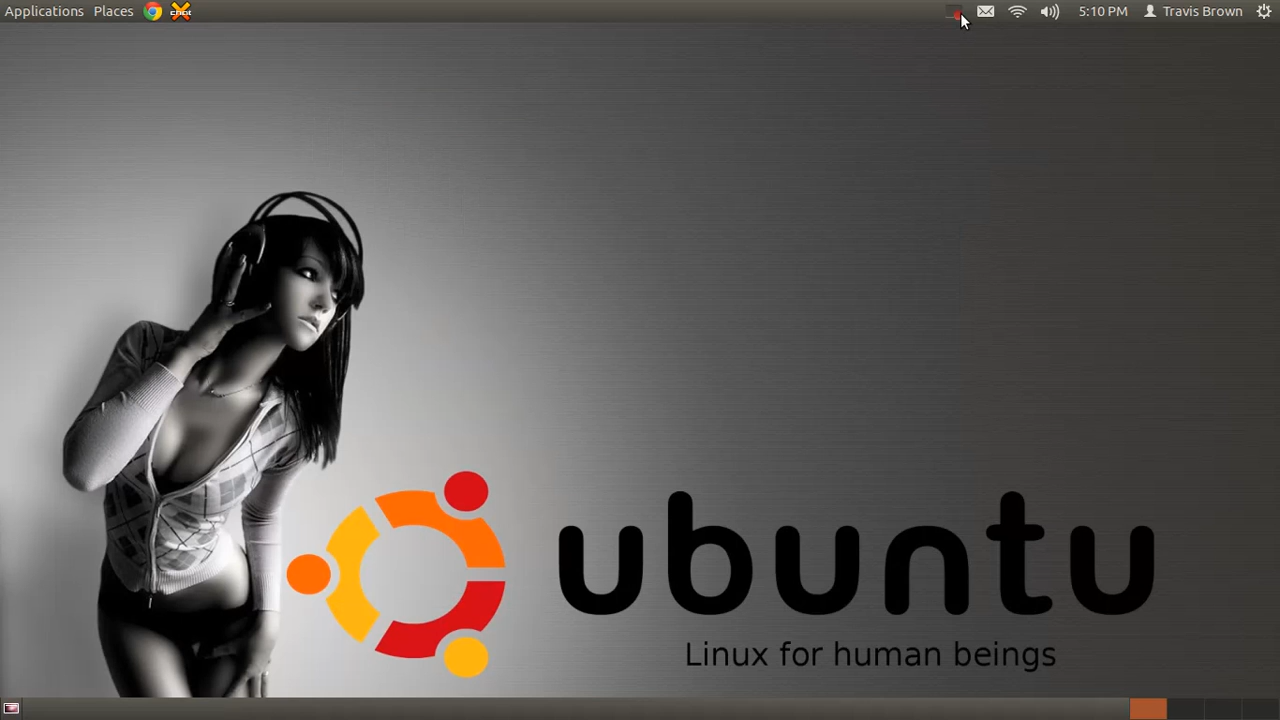 Applications Places 5:10 PM Travis Brown
ubuntu
Linux for human beings